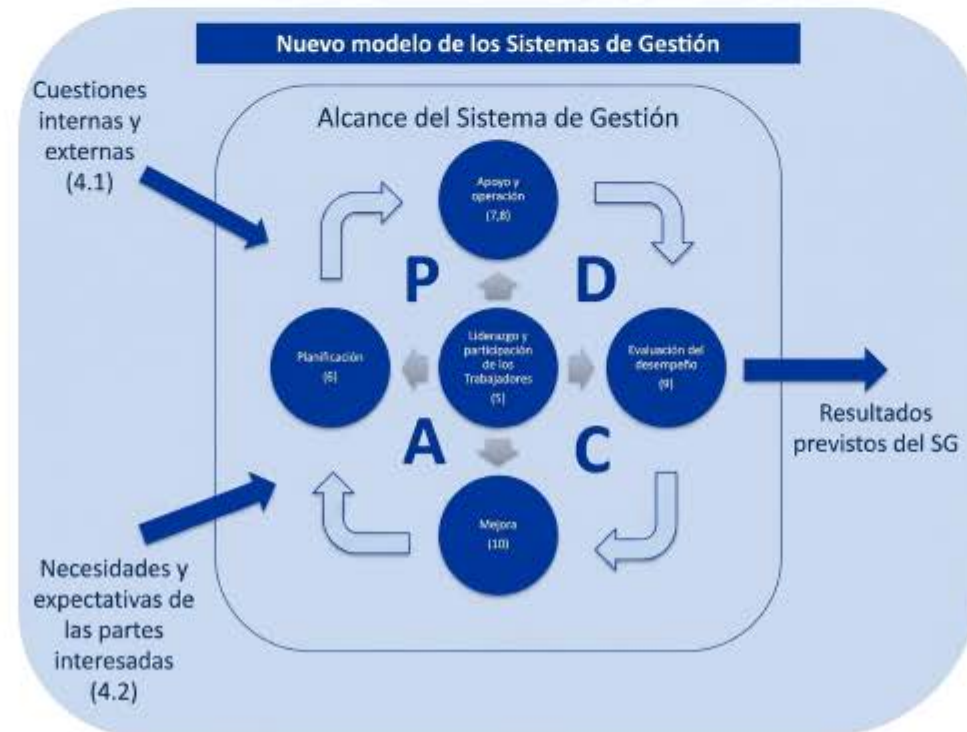 Nuevo modelo de los Sistemas de Gestión
Cuestiones
internas y
externas
(4.1)
Alcance del Sistema de Gestión
Apoyo y
operación
(7,8)
P
D
Planificación
(6)
Liderazgo y
participación
de los
Trabajadores
(5)
Evaluación del
desempeño
(9)
Resultados
previstos del SG
A
C
Mejora
(10)
Necesidades y
expectativas de
las partes
interesadas
(4.2)